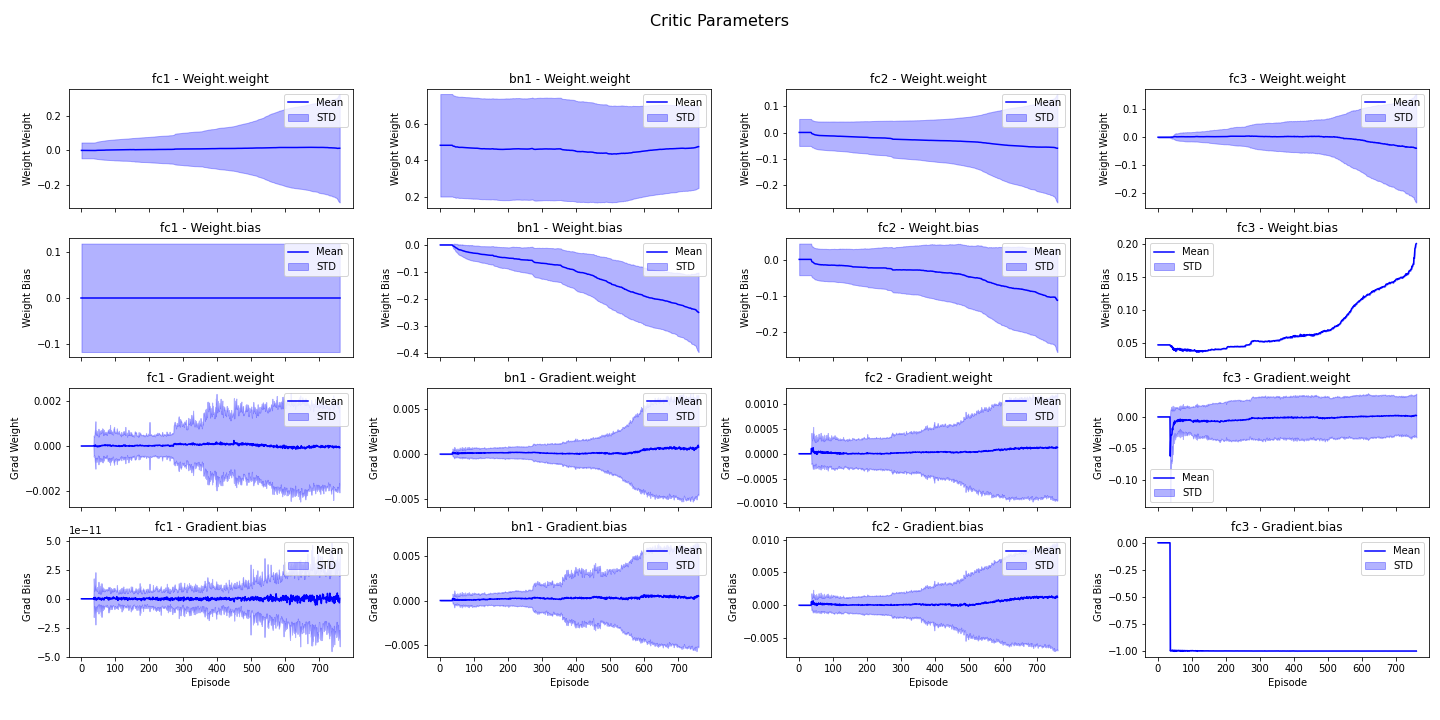 Critic Parameters
fc1 - Weight.weight
bn1 - Weight.weight
fc2 - Weight.weight
fc3 - Weight.weight
Weight Weight
0.2
0.0
−0.2
Mean
STD
Weight Weight
0.6
0.4
0.2
Mean
STD
Weight Weight
0.1
0.0
−0.1
−0.2
Mean
STD
Weight Weight
0.1
0.0
−0.1
−0.2
Mean
STD
fc1 - Weight.bias
bn1 - Weight.bias
fc2 - Weight.bias
fc3 - Weight.bias
Weight Bias
0.1
0.0
−0.1
Mean
STD
Weight Bias
0.0
−0.1
−0.2
−0.3
−0.4
Mean
STD
Weight Bias
0.0
−0.1
−0.2
Mean
STD
Weight Bias
0.20
0.15
0.10
0.05
Mean
STD
fc1 - Gradient.weight
bn1 - Gradient.weight
fc2 - Gradient.weight
fc3 - Gradient.weight
Grad Weight
0.002
0.000
−0.002
Mean
STD
Grad Weight
0.005
0.000
−0.005
Mean
STD
Grad Weight
0.0010
0.0005
0.0000
−0.0005
−0.0010
Mean
STD
Grad Weight
0.00
−0.05
−0.10
Mean
STD
fc1 - Gradient.bias
bn1 - Gradient.bias
fc2 - Gradient.bias
fc3 - Gradient.bias
1e−11
Grad Bias
5.0
2.5
0.0
−2.5
−5.0
Mean
STD
0 100 200 300 400 500 600 700
Episode
Grad Bias
0.005
0.000
−0.005
Mean
STD
0 100 200 300 400 500 600 700
Episode
Grad Bias
0.010
0.005
0.000
−0.005
Mean
STD
0 100 200 300 400 500 600 700
Episode
Grad Bias
0.00
−0.25
−0.50
−0.75
−1.00
Mean
STD
0 100 200 300 400 500 600 700
Episode